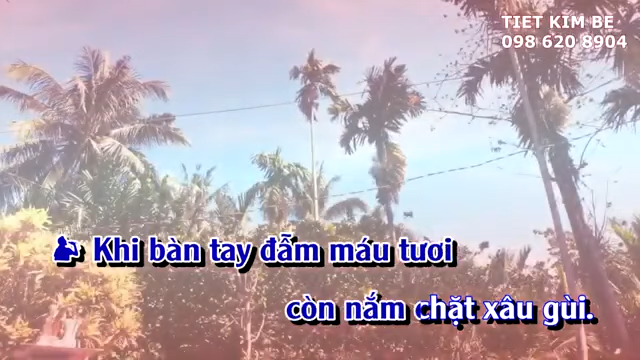 TIET KIM BE
098 620 8904
Khi bàn tay đẫm máu tươi
còn nắm chặt xâu gùi.